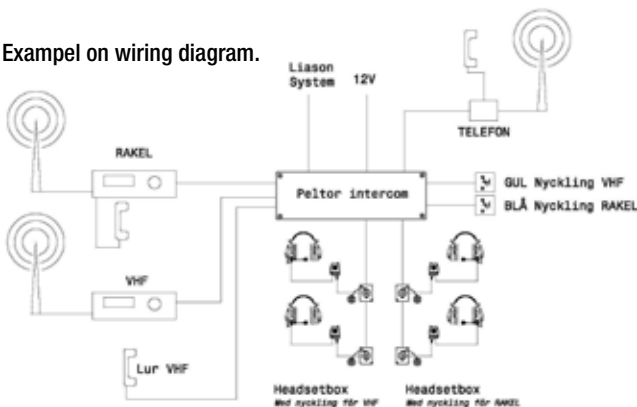 Exampel on wiring diagram.
Liason
System
12V
TELEFON
RAKEL
Peltor intercom
GUL Nyckling VHF
BLÅ Nyckling RAKEL
VHF
Lur VHF
Headsetbox
Med nyckling för VHF
Headsetbox
Med nyckling för RAKEL